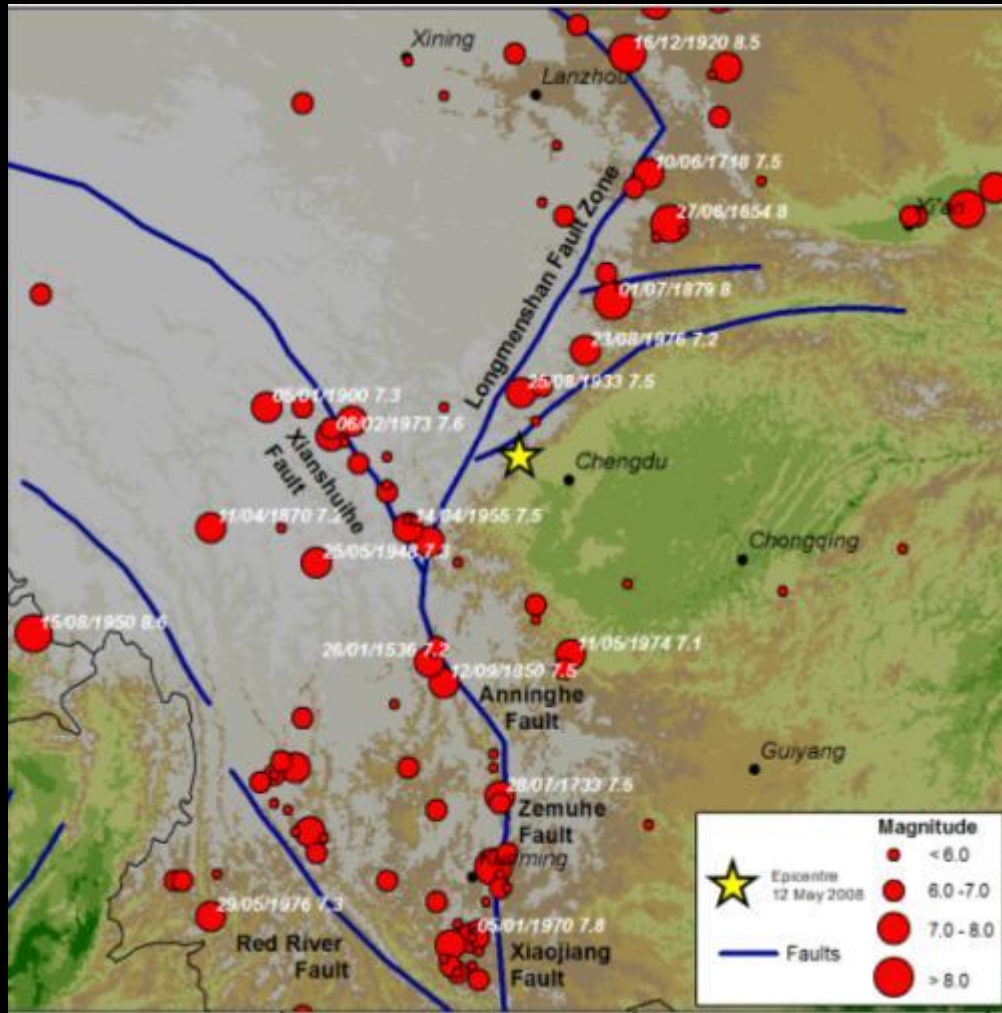 Xining
16/12/1920 8.5
Lanzhou
10/06/1718 7.5
27/06/1654 8
Xi'an
Longmenshan Fault Zone
01/07/1879 8
23/08/1976 7.2
25/08/1933 7.5
05/01/1900 7.3
06/02/1973 7.6
Xianshuihe
Fault
Chengdu
11/04/1870 7.2
14/04/1955 7.5
25/05/1948 7.3
Chongqing
15/08/1950 8.6
26/01/1536 7.2
11/05/1974 7.1
12/09/1850 7.5
Anninghe
Fault
Guiyang
28/07/1733 7.5
Zemuhe
Fault
Kunming
29/05/1976 7.3
05/01/1970 7.8
Red River
Fault
Xiaojiang
Fault
Magnitude
< 6.0
Epicentre
12 May 2008
6.0 -7.0
7.0 - 8.0
Faults
> 8.0